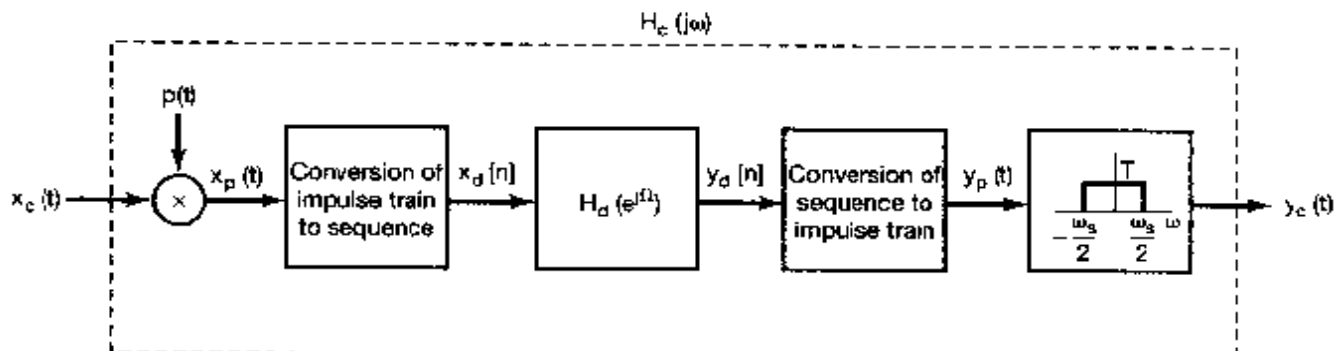 H_c (jω)
p(t)
x_c (t)
×
x_p (t)
Conversion of
impulse train
to sequence
x_d [n]
H_d (e^jΩ)
y_d [n]
Conversion of
sequence to
impulse train
y_p (t)
T
-ω_s/2
ω_s/2
ω
y_c (t)